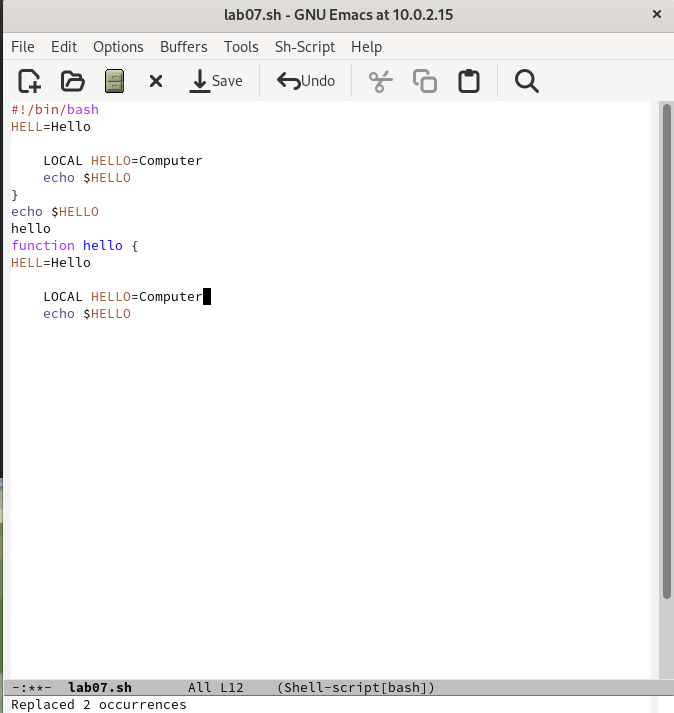 lab07.sh - GNU Emacs at 10.0.2.15
File Edit Options Buffers Tools Sh-Script Help
Save Undo
#!/bin/bash
HELL=Hello
LOCAL HELLO=Computer
echo $HELLO
}
echo $HELLO
hello
function hello {
HELL=Hello
LOCAL HELLO=Computer
echo $HELLO
-:**- lab07.sh All L12 (Shell-script[bash])
Replaced 2 occurrences